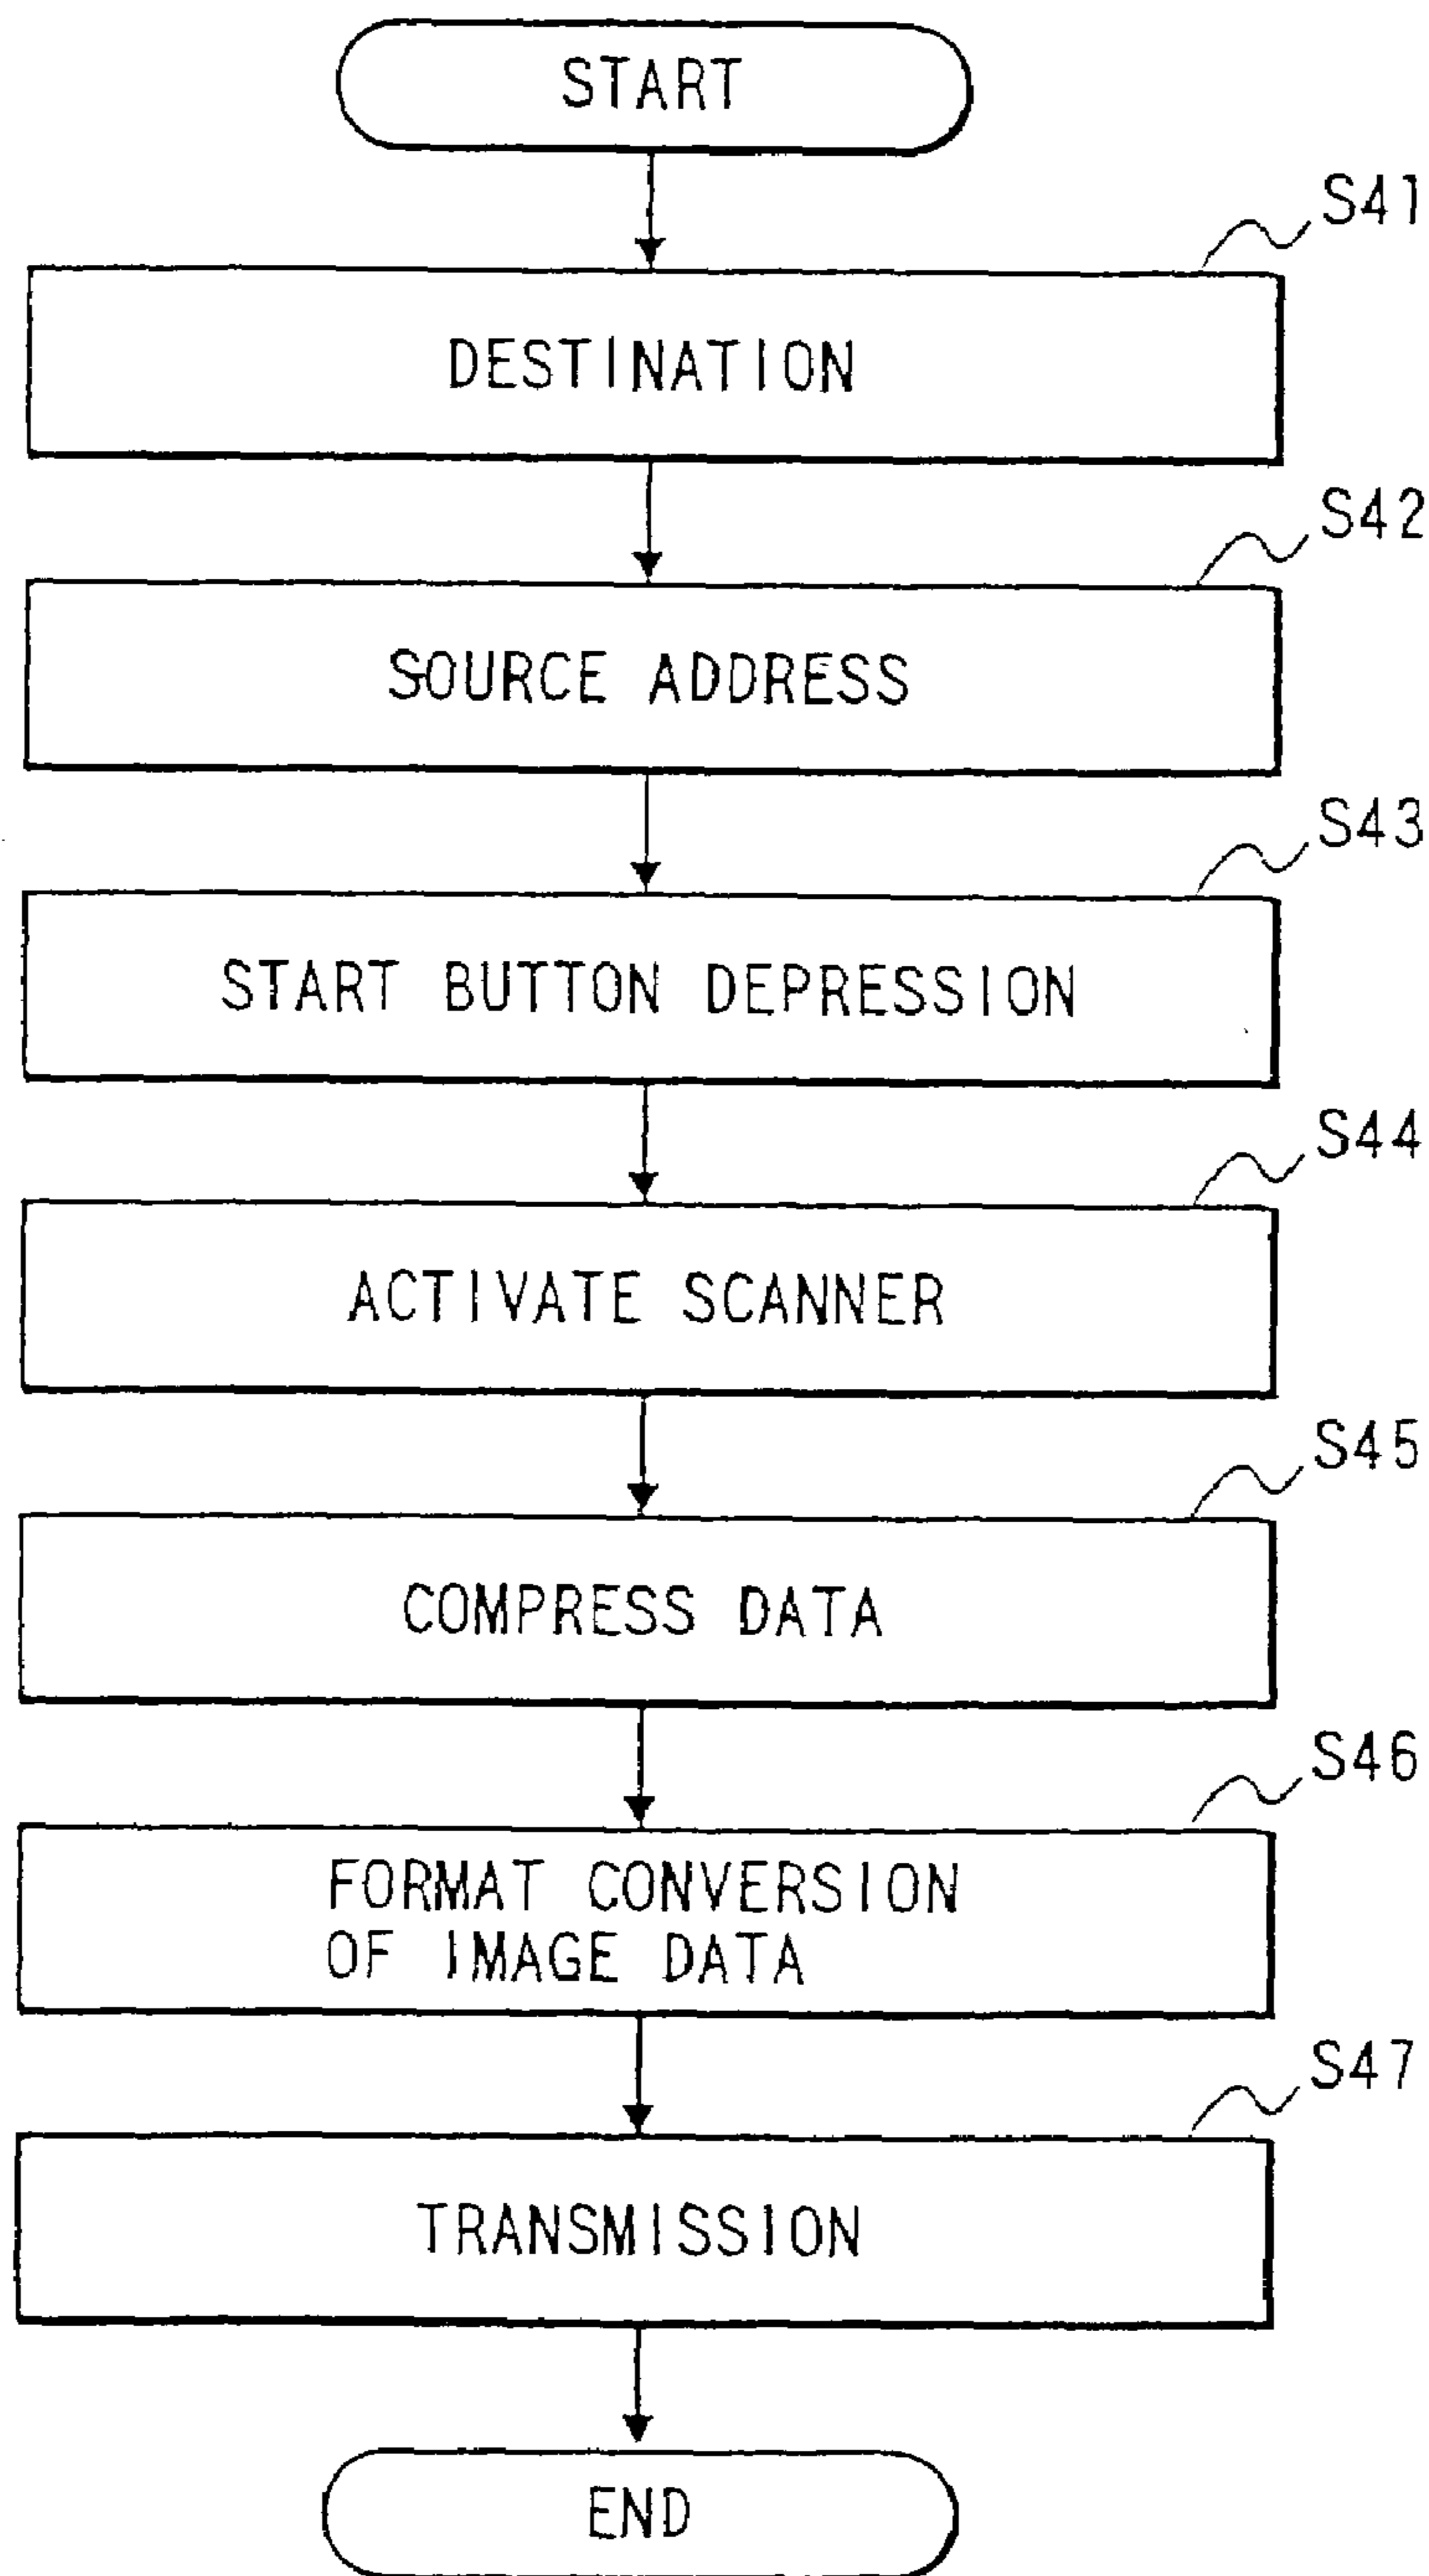 START
S41
DESTINATION
S42
SOURCE ADDRESS
S43
START BUTTON DEPRESSION
S44
ACTIVATE SCANNER
S45
COMPRESS DATA
S46
FORMAT CONVERSION
OF IMAGE DATA
S47
TRANSMISSION
END